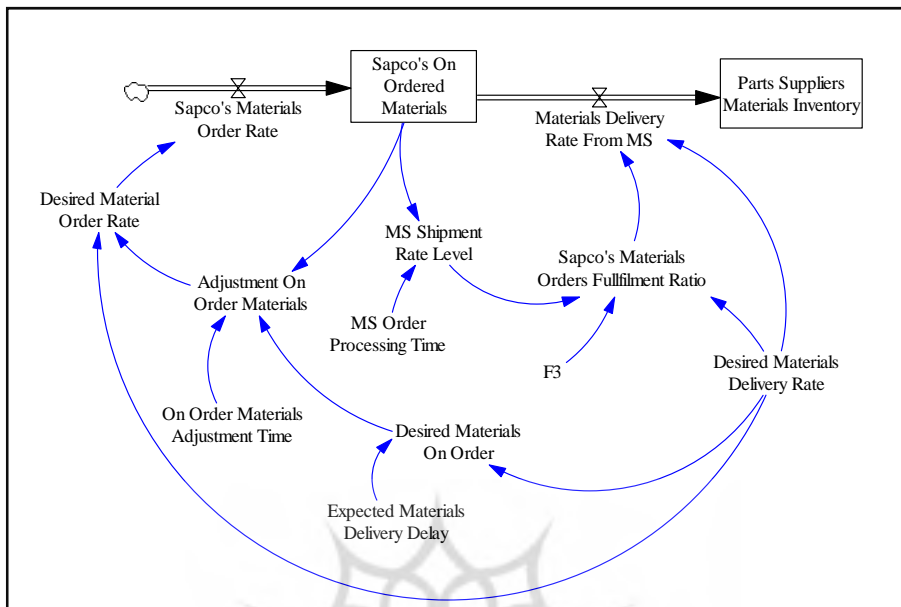 Sapco's On
Ordered
Materials
Parts Suppliers
Materials Inventory
Sapco's Materials
Order Rate
Materials Delivery
Rate From MS
Desired Material
Order Rate
MS Shipment
Rate Level
Sapco's Materials
Orders Fullfilment Ratio
Adjustment On
Order Materials
MS Order
Processing Time
F3
Desired Materials
Delivery Rate
On Order Materials
Adjustment Time
Desired Materials
On Order
Expected Materials
Delivery Delay